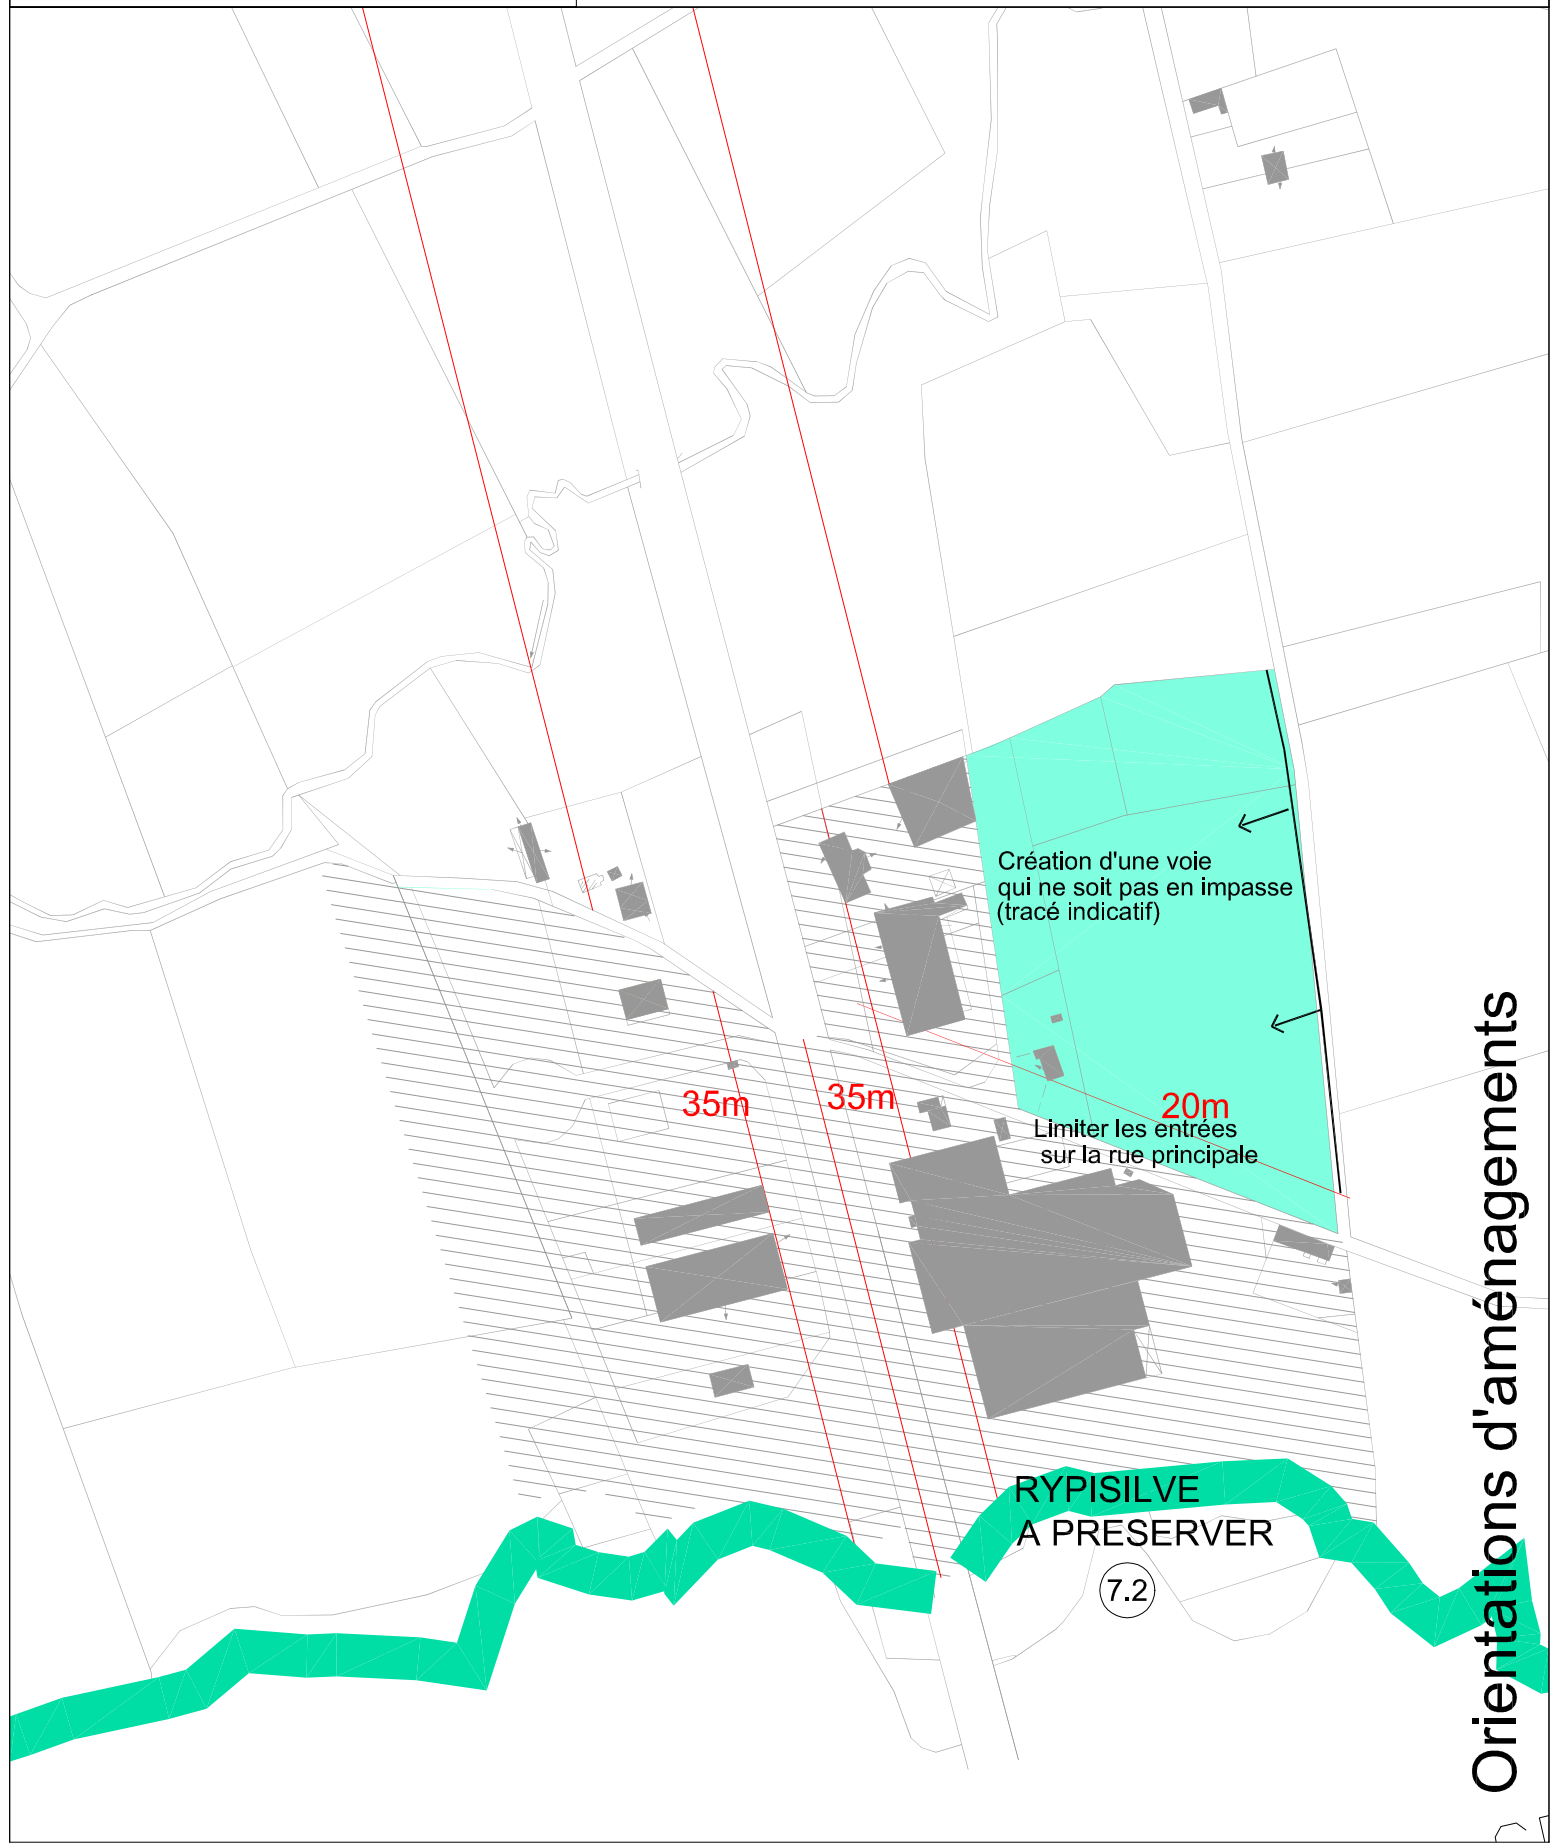 Création d'une voie
qui ne soit pas en impasse
(tracé indicatif)
35m
35m
20m
Limiter les entrées
sur la rue principale
RYPISILVE
A PRESERVER
7.2
Orientations d'aménagements